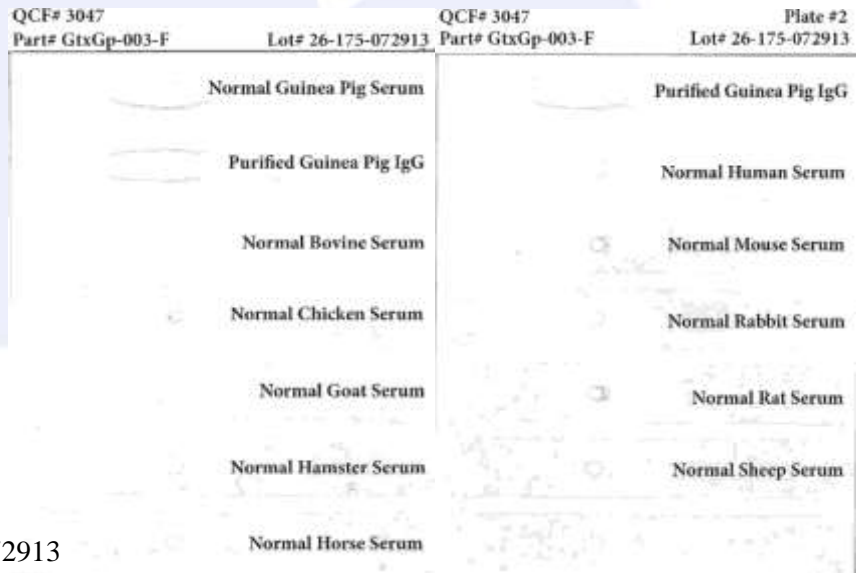 QCF# 3047
Part# GtxGp-003-F Lot# 26-175-072913
Normal Guinea Pig Serum
Purified Guinea Pig IgG
Normal Bovine Serum
Normal Chicken Serum
Normal Goat Serum
Normal Hamster Serum
Normal Horse Serum
QCF# 3047 Plate #2
Part# GtxGp-003-F Lot# 26-175-072913
Purified Guinea Pig IgG
Normal Human Serum
Normal Mouse Serum
Normal Rabbit Serum
Normal Rat Serum
Normal Sheep Serum
2913